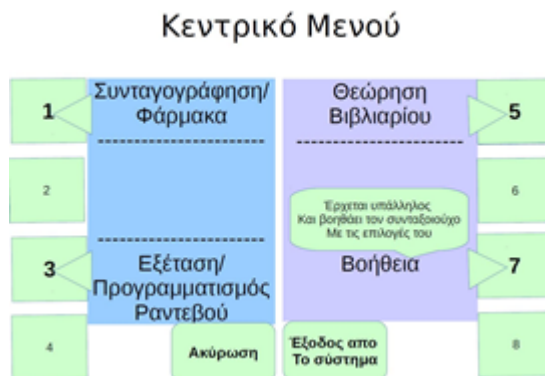 Κεντρικό Μενού
1
Συνταγογράφηση/
Φάρμακα
Θεώρηση
Βιβλιαρίου
5
2
6
Έρχεται υπάλληλος
Και βοηθάει τον συνταξιούχο
Με τις επιλογές του
3
Εξέταση/
Προγραμματισμός
Ραντεβού
Βοήθεια
7
4
Ακύρωση
Έξοδος απο
Το σύστημα
8